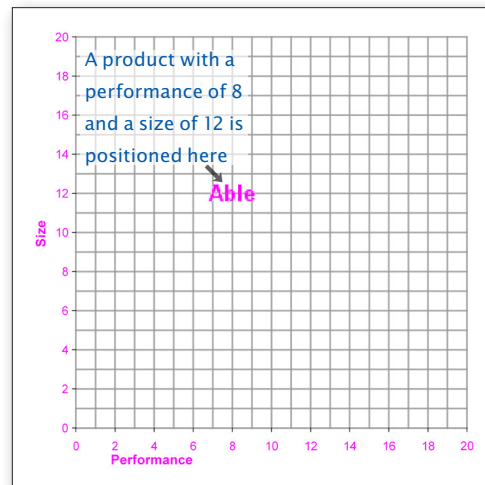 20
A product with a
18
performance of 8
16
and a size of 12 is
14
positioned here
12
Able
10
Size
8
6
4
2
0
0 2 4 6 8 10 12 14 16 18 20
Performance